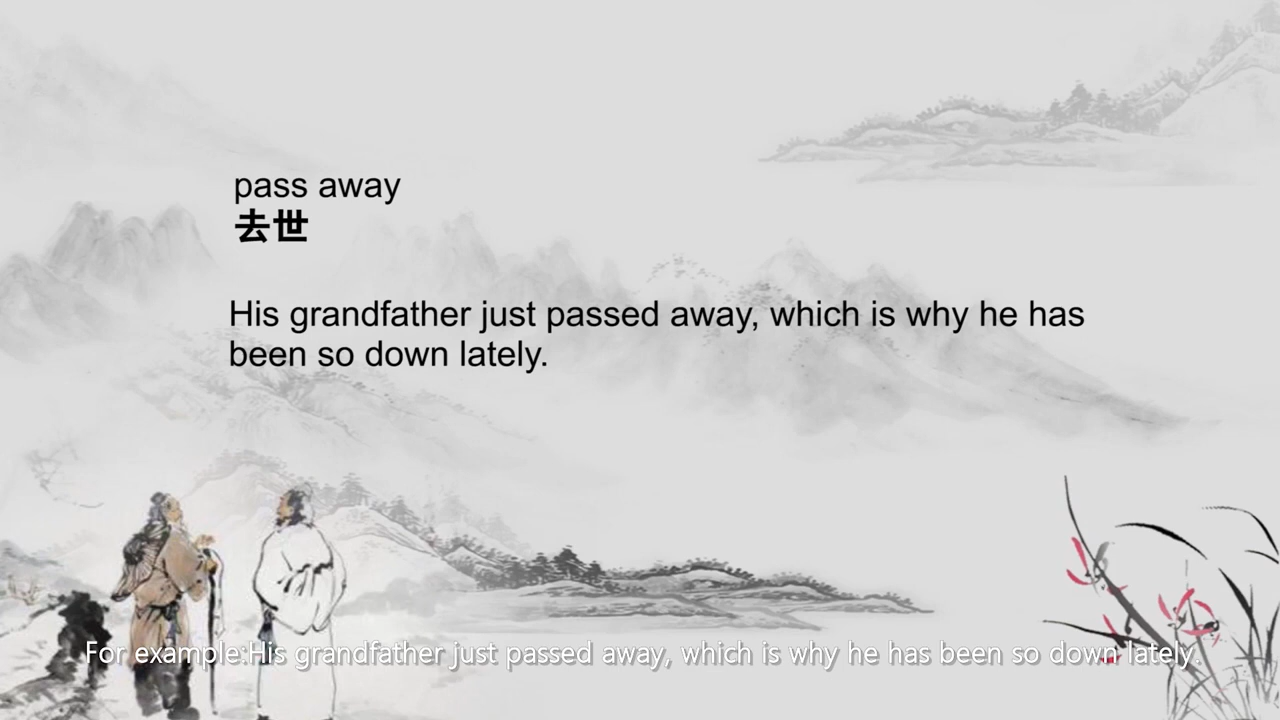 pass away
去世
His grandfather just passed away, which is why he has
been so down lately.
For example:His grandfather just passed away, which is why he has been so down lately.